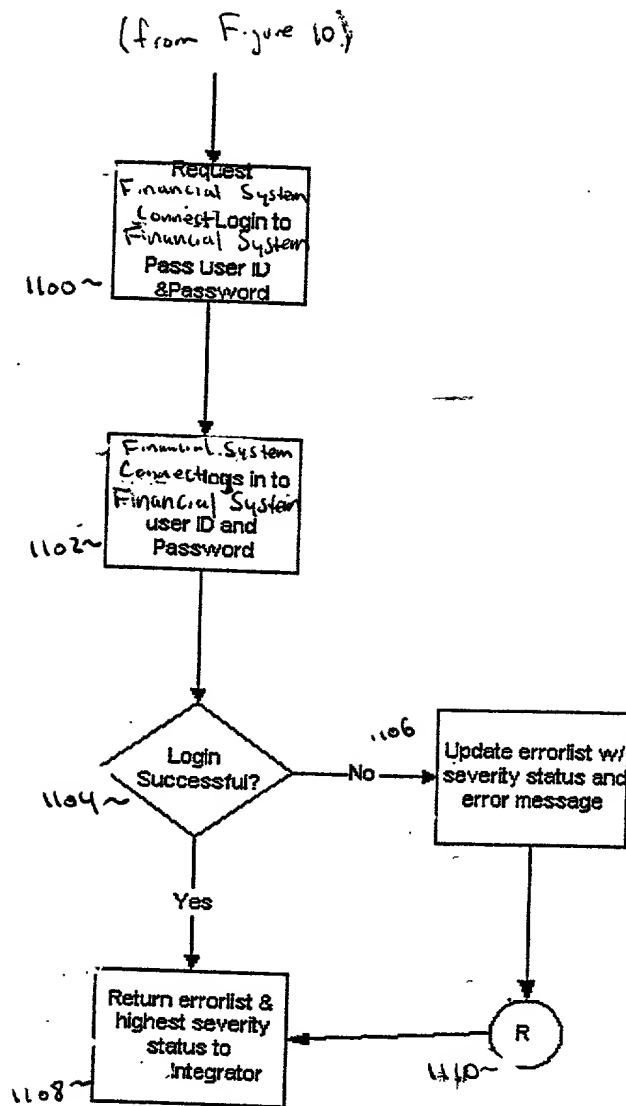 (from Figure 10)
Request
Financial System
Connect Login to
Financial System
Pass User ID
&Password
1100~
Financial System
Connect logs in to
Financial System
user ID and
Password
1102~
Login
Successful?
1104~
No
1106
Update errorlist w/
severity status and
error message
Yes
Return errorlist &
highest severity
status to
Integrator
1108~
R
1110~